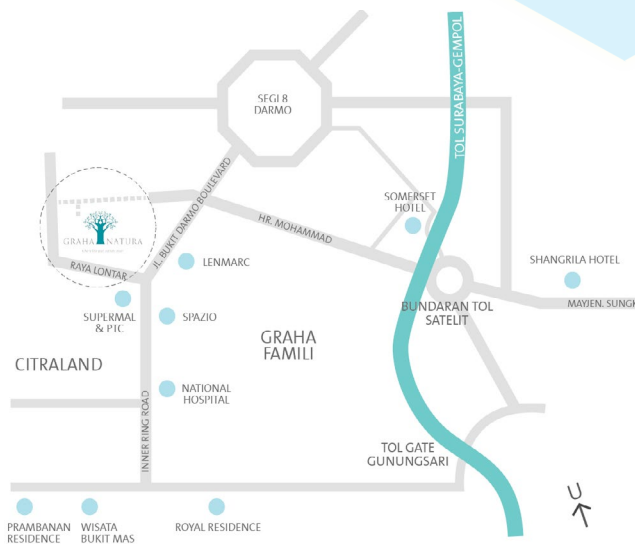 TOL SURABAYA-GEMPOL
SEGI 8
DARMO
SOMERSET
HOTEL
HR. MOHAMMAD
JL. BUKIT DARMO BOULEVARD
GRAHA NATURA
RAYA LONTAR
LENMARC
SHANGRILA HOTEL
BUNDARAN TOL
SATELIT
MAYJEN. SUNGK
SUPERMAL
& PTC
SPAZIO
GRAHA
FAMILI
CITRALAND
NATIONAL
HOSPITAL
INNER RING ROAD
TOL GATE
GUNUNGSARI
U
PRAMBANAN
RESIDENCE
WISATA
BUKIT MAS
ROYAL RESIDENCE